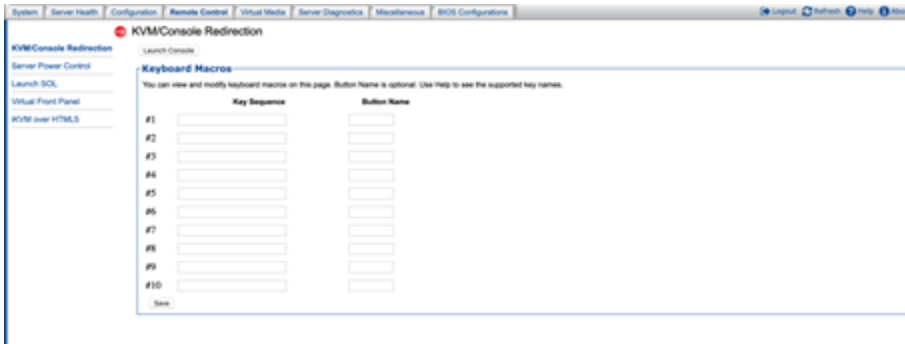 System Server Health Configuration Remote Control Virtual Media Server Diagnostics Miscellaneous BIOS Configurations Logout Refresh Help
KVM/Console Redirection
KVM/Console Redirection
Server Power Control
Launch SOL
Virtual Front Panel
iKVM over HTML5
Launch Console
Keyboard Macros
You can view and modify keyboard macros on this page. Button Name is optional. Use Help to see the supported key names.
Key Sequence Button Name
#1
#2
#3
#4
#5
#6
#7
#8
#9
#10
Save